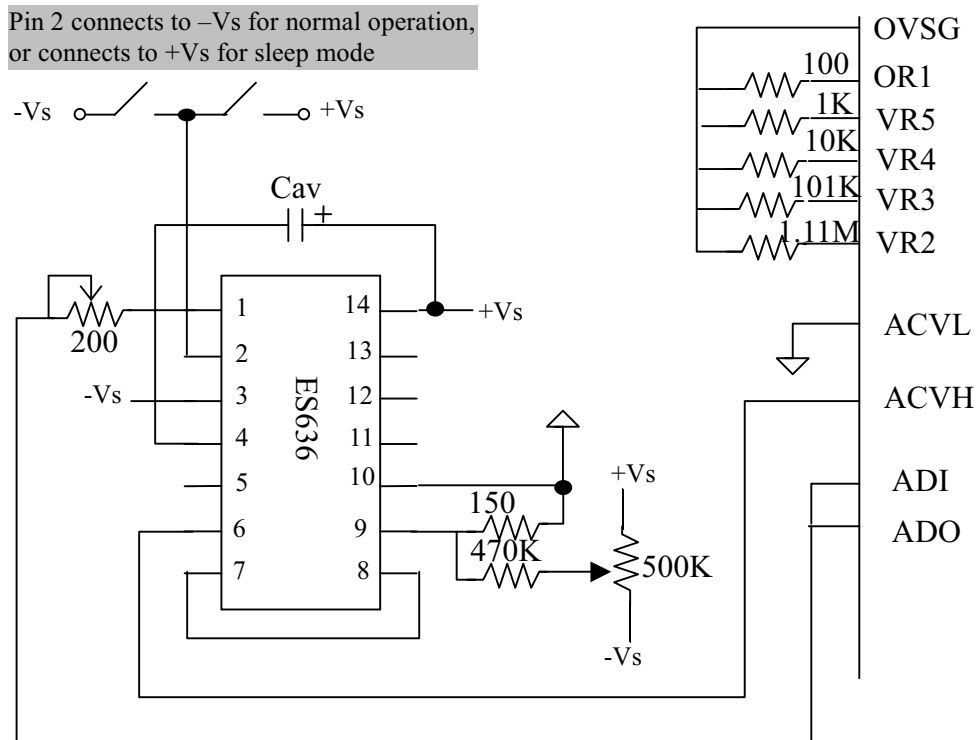 Pin 2 connects to –Vs for normal operation,
or connects to +Vs for sleep mode
-Vs
+Vs
Cav
+
200
-Vs
1
2
3
4
5
6
7
ES636
14
13
12
11
10
9
8
+Vs
150
470K
+Vs
500K
-Vs
OVSG
100
OR1
1K
VR5
10K
VR4
101K
VR3
1.11M
VR2
ACVL
ACVH
ADI
ADO